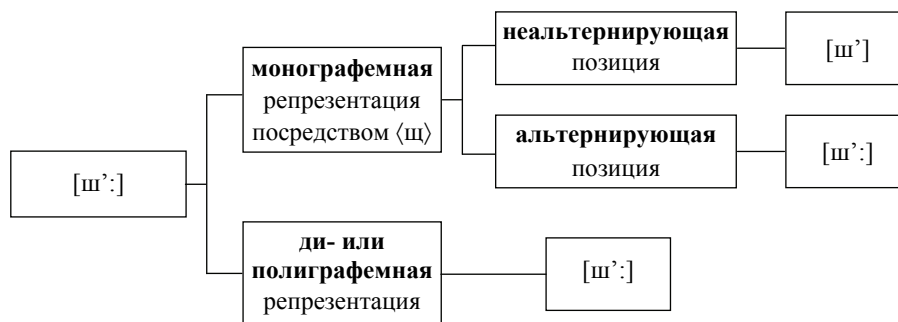 [ш’:]
монографемная
репрезентация
посредством ⟨щ⟩
неальтернирующая
позиция
[ш’]
альтернирующая
позиция
[ш’:]
ди- или
полиграфемная
репрезентация
[ш’:]